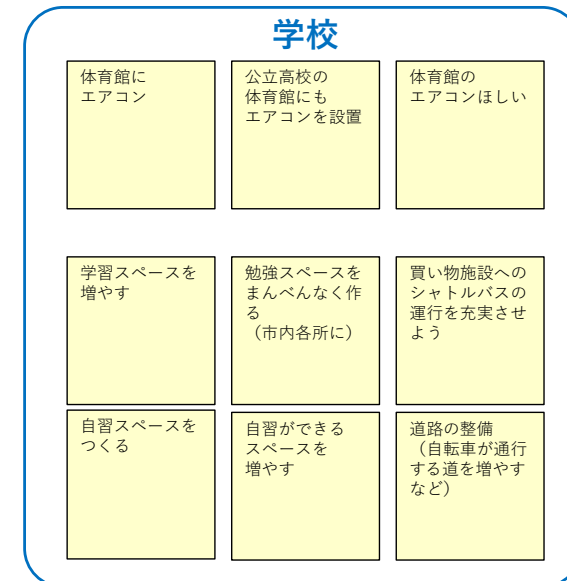 学校
体育館に
エアコン
公立高校の
体育館にも
エアコンを設置
体育館の
エアコンほしい
学習スペースを
増やす
勉強スペースを
まんべんなく作
る
（市内各所に）
買い物施設への
シャトルバスの
運行を充実させ
よう
自習スペースを
つくる
自習ができる
スペースを
増やす
道路の整備
（自転車が通行
する道を増やす
など）